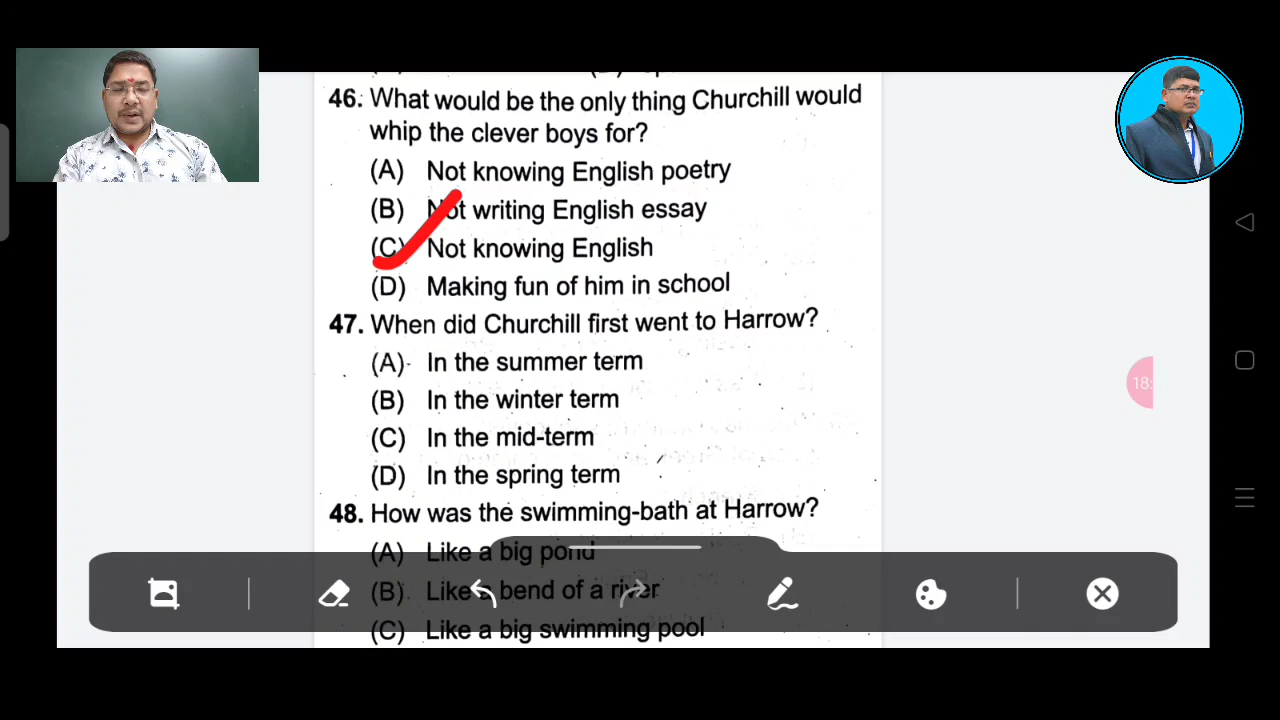 46. What would be the only thing Churchill would
whip the clever boys for?
(A) Not knowing English poetry
(B) Not writing English essay
(C) Not knowing English
(D) Making fun of him in school
47. When did Churchill first went to Harrow?
(A) In the summer term
(B) In the winter term
(C) In the mid-term
(D) In the spring term
48. How was the swimming-bath at Harrow?
(A) Like a big pond
(B) Like a bend of a river
(C) Like a big swimming pool
18: